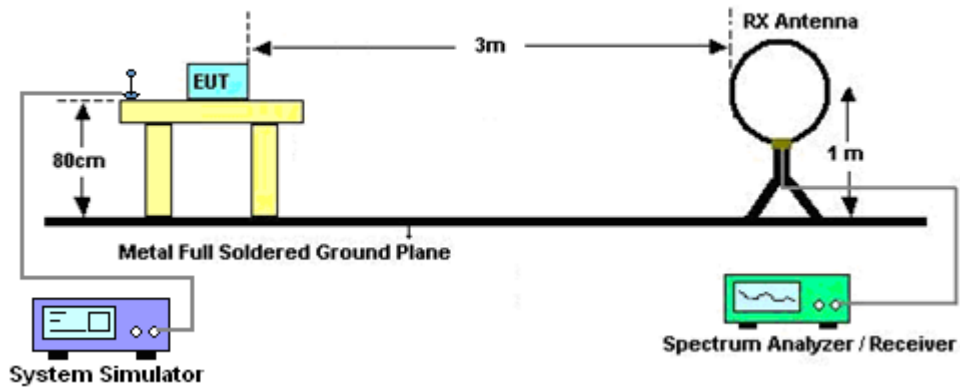 RX Antenna
3m
EUT
80cm
1 m
Metal Full Soldered Ground Plane
System Simulator
Spectrum Analyzer / Receiver